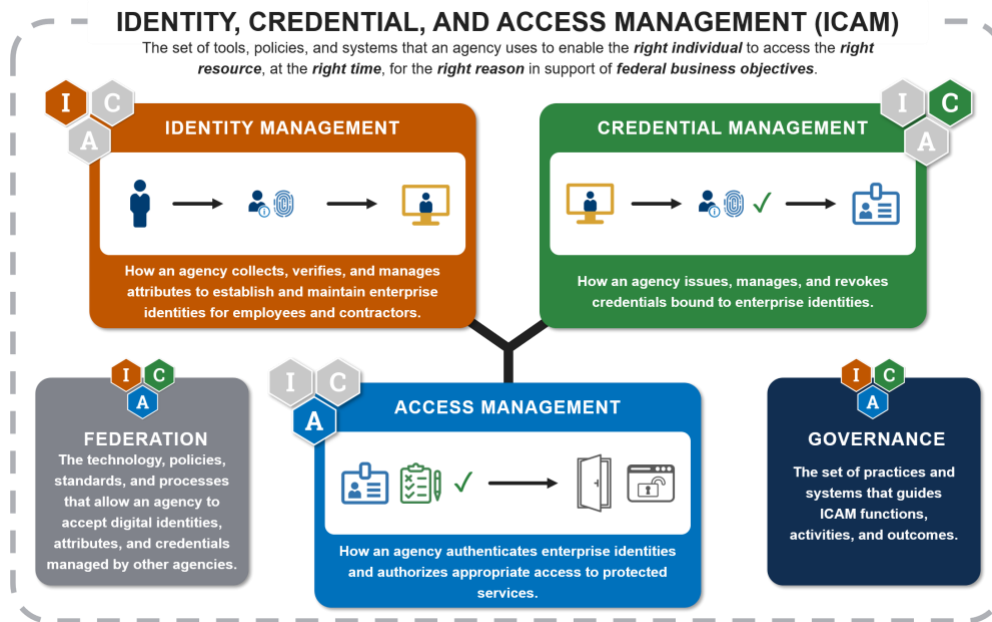 IDENTITY, CREDENTIAL, AND ACCESS MANAGEMENT (ICAM)
The set of tools, policies, and systems that an agency uses to enable the right individual to access the right
resource, at the right time, for the right reason in support of federal business objectives.
I C
A
IDENTITY MANAGEMENT
How an agency collects, verifies, and manages
attributes to establish and maintain enterprise
identities for employees and contractors.
I C
A
CREDENTIAL MANAGEMENT
How an agency issues, manages, and revokes
credentials bound to enterprise identities.
I C
A
FEDERATION
The technology, policies,
standards, and processes
that allow an agency to
accept digital identities,
attributes, and credentials
managed by other agencies.
I C
A
ACCESS MANAGEMENT
How an agency authenticates enterprise identities
and authorizes appropriate access to protected
services.
I C
A
GOVERNANCE
The set of practices and
systems that guides
ICAM functions,
activities, and outcomes.